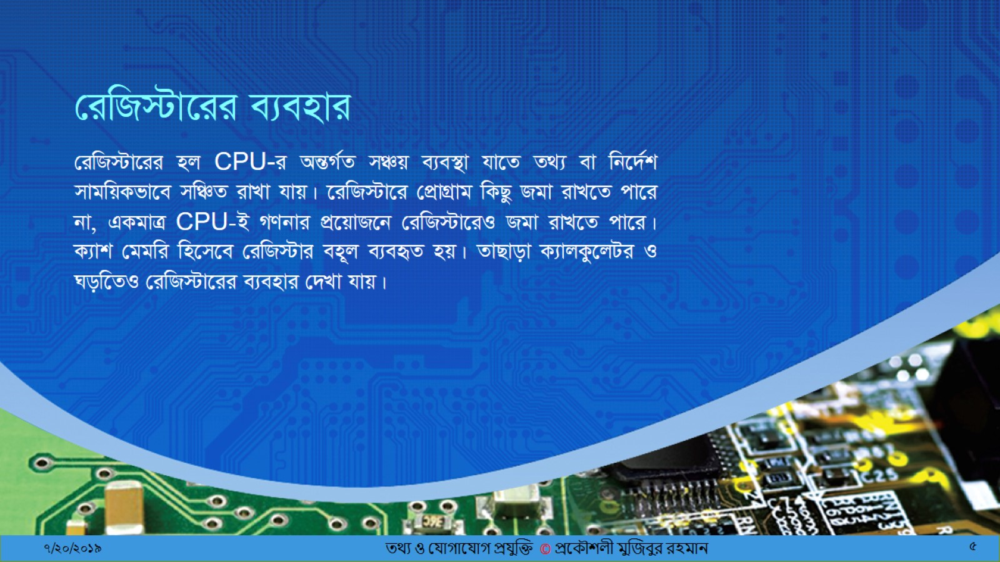 রেজিস্টারের ব্যবহার
রেজিস্টারের হল CPU-র অন্তর্গত সঞ্চয় ব্যবস্থা যাতে তথ্য বা নির্দেশ
সাময়িকভাবে সঞ্চিত রাখা যায়। রেজিস্টারে প্রোগ্রাম কিছু জমা রাখতে পারে
না, একমাত্র CPU-ই গণনার প্রয়োজনে রেজিস্টারেও জমা রাখতে পারে।
ক্যাশ মেমরি হিসেবে রেজিস্টার বহূল ব্যবহৃত হয়। তাছাড়া ক্যালকুলেটর ও
ঘড়িতেও রেজিস্টারের ব্যবহার দেখা যায়।
C25
36C
৭/২০/২০১৯
তথ্য ও যোগাযোগ প্রযুক্তি © প্রকৌশলী মুজিবুর রহমান
৫